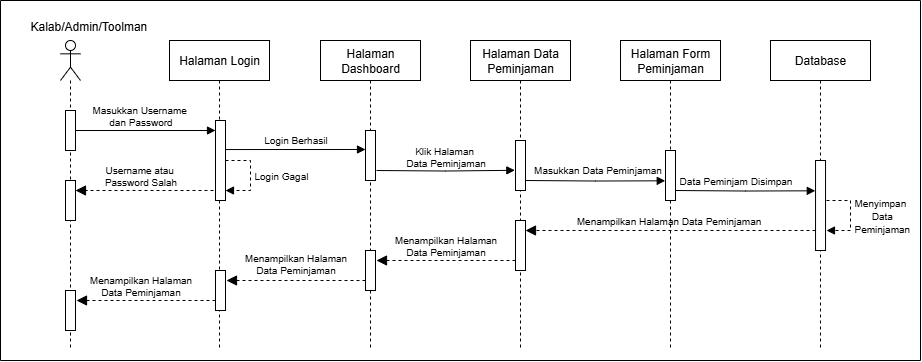 Kalab/Admin/Toolman
Halaman Login
Halaman
Dashboard
Halaman Data
Peminjaman
Halaman Form
Peminjaman
Database
Masukkan Username
dan Password
Login Berhasil
Klik Halaman
Data Peminjaman
Masukkan Data Peminjaman
Data Peminjam Disimpan
Username atau
Password Salah
Login Gagal
Menyimpan
Data
Peminjaman
Menampilkan Halaman Data Peminjaman
Menampilkan Halaman
Data Peminjaman
Menampilkan Halaman
Data Peminjaman
Menampilkan Halaman
Data Peminjaman